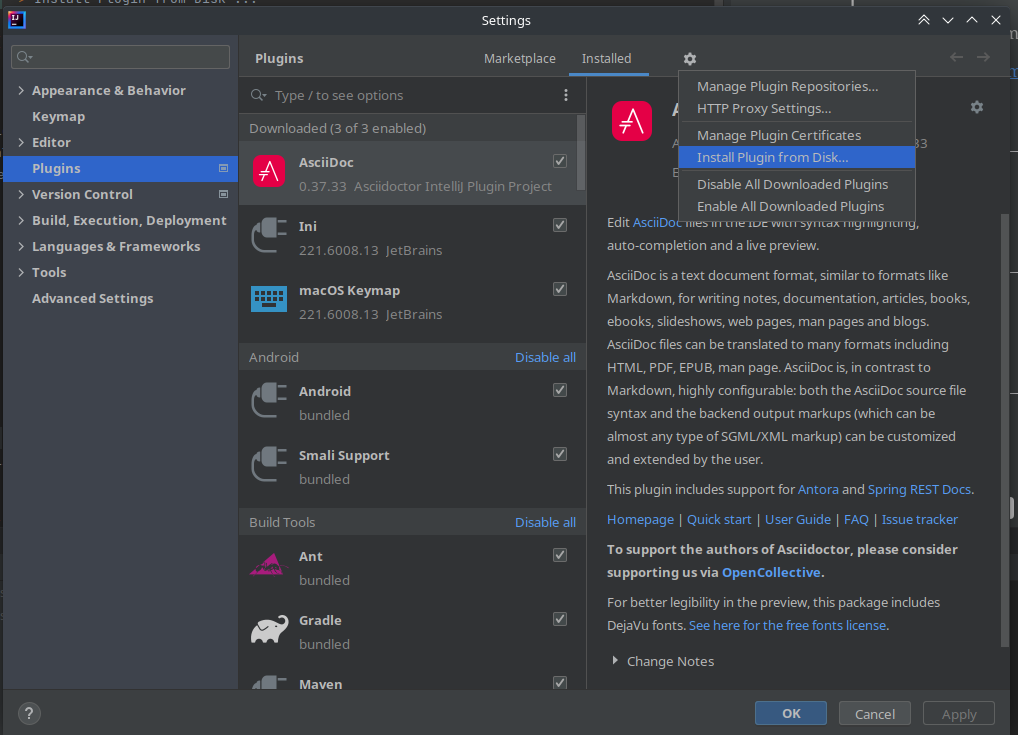 Install Plugin from Disk ...
Settings
Plugins
Marketplace
Installed
Appearance & Behavior
Keymap
Editor
Plugins
Version Control
Build, Execution, Deployment
Languages & Frameworks
Tools
Advanced Settings
Type / to see options
Downloaded (3 of 3 enabled)
AsciiDoc
0.37.33 Asciidoctor IntelliJ Plugin Project
Ini
221.6008.13 JetBrains
macOS Keymap
221.6008.13 JetBrains
Android Disable all
Android
bundled
Smali Support
bundled
Build Tools Disable all
Ant
bundled
Gradle
bundled
Maven
Manage Plugin Repositories...
HTTP Proxy Settings...
Manage Plugin Certificates
Install Plugin from Disk...
Disable All Downloaded Plugins
Enable All Downloaded Plugins
33
Edit AsciiDoc files in the IDE with syntax highlighting,
auto-completion and a live preview.
AsciiDoc is a text document format, similar to formats like
Markdown, for writing notes, documentation, articles, books,
ebooks, slideshows, web pages, man pages and blogs.
AsciiDoc files can be translated to many formats including
HTML, PDF, EPUB, man page. AsciiDoc is, in contrast to
Markdown, highly configurable: both the AsciiDoc source file
syntax and the backend output markups (which can be
almost any type of SGML/XML markup) can be customized
and extended by the user.
This plugin includes support for Antora and Spring REST Docs.
Homepage | Quick start | User Guide | FAQ | Issue tracker
To support the authors of Asciidoctor, please consider
supporting us via OpenCollective.
For better legibility in the preview, this package includes
DejaVu fonts. See here for the free fonts license.
Change Notes
?
OK
Cancel
Apply